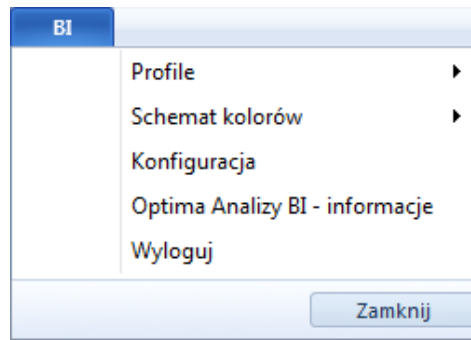 BI
Profile
Schemat kolorów
Konfiguracja
Optima Analizy BI - informacje
Wyloguj
Zamknij